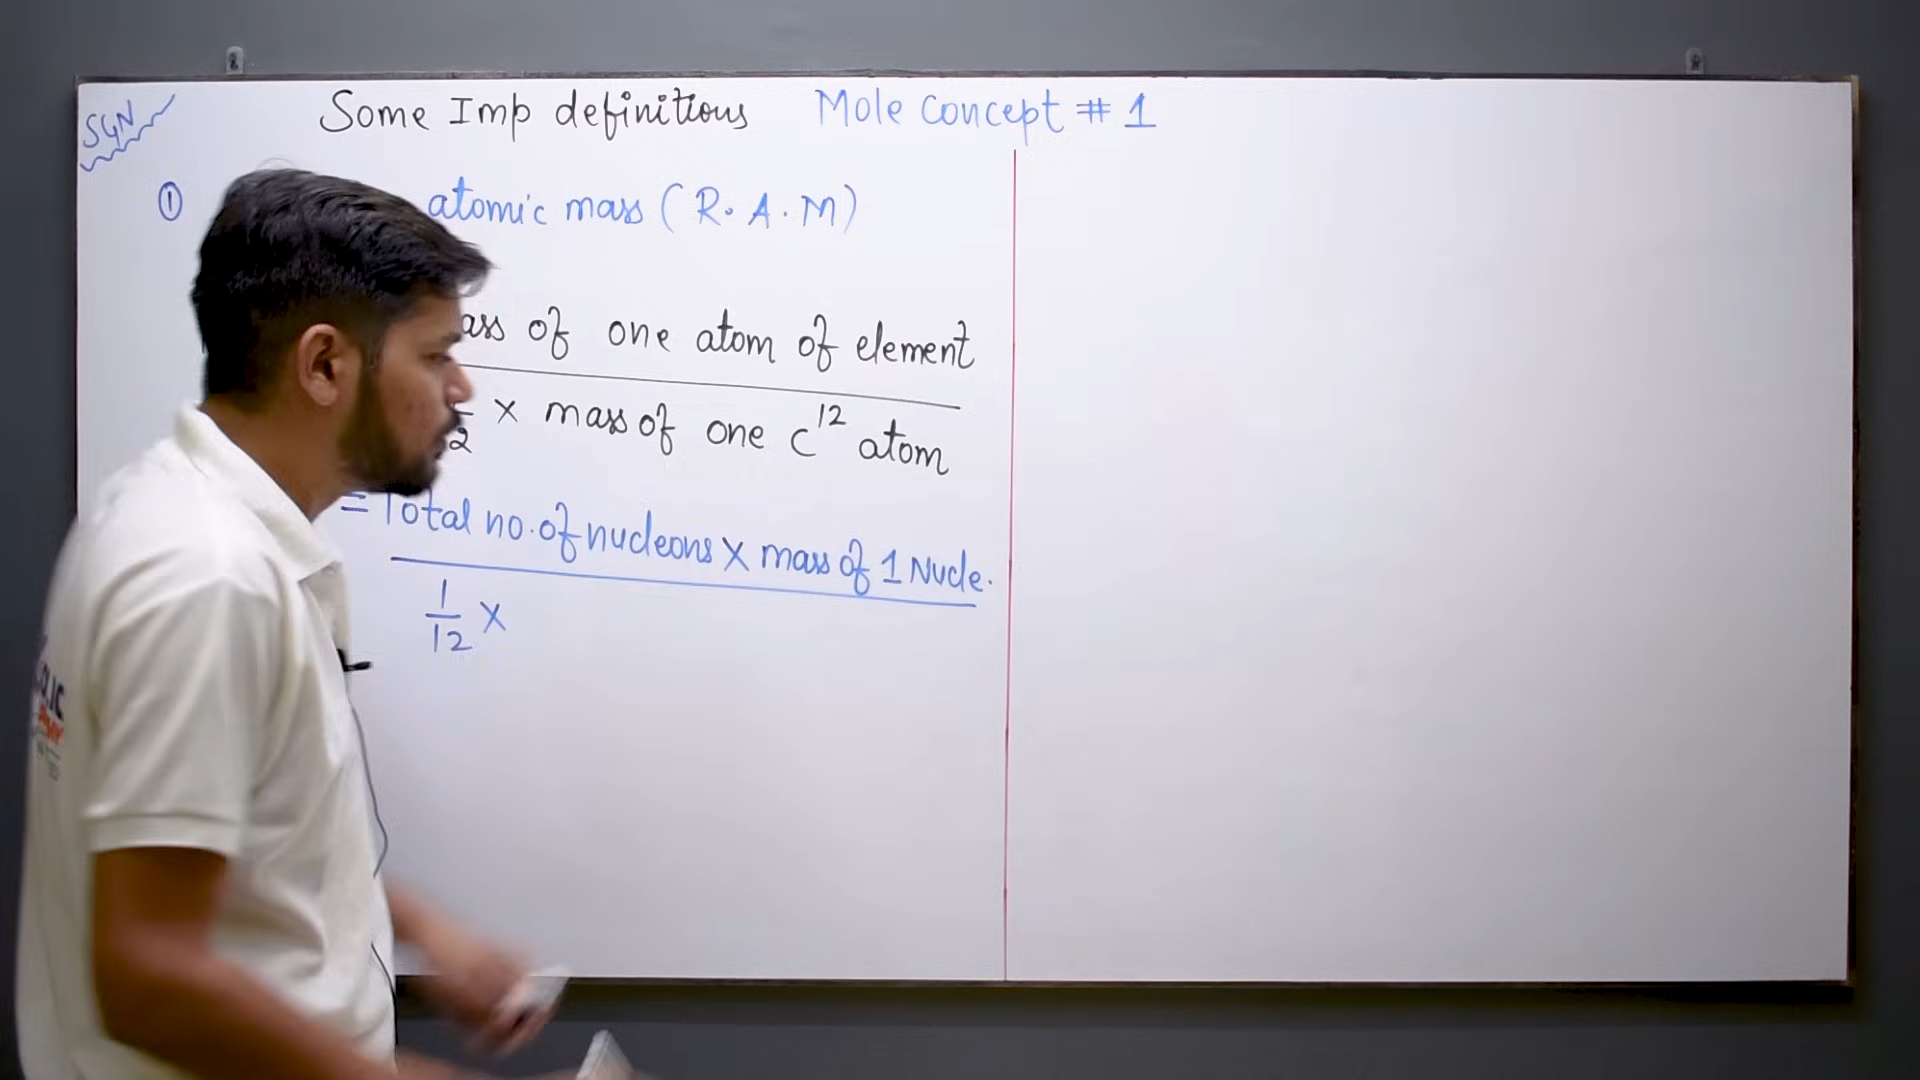 SGN
Some Imp definitions Mole Concept # 1
① atomic mass (R.A.M)
ass of one atom of element
2 × mass of one C¹² atom
= Total no. of nucleons × mass of 1 Nucle.
1/12 ×